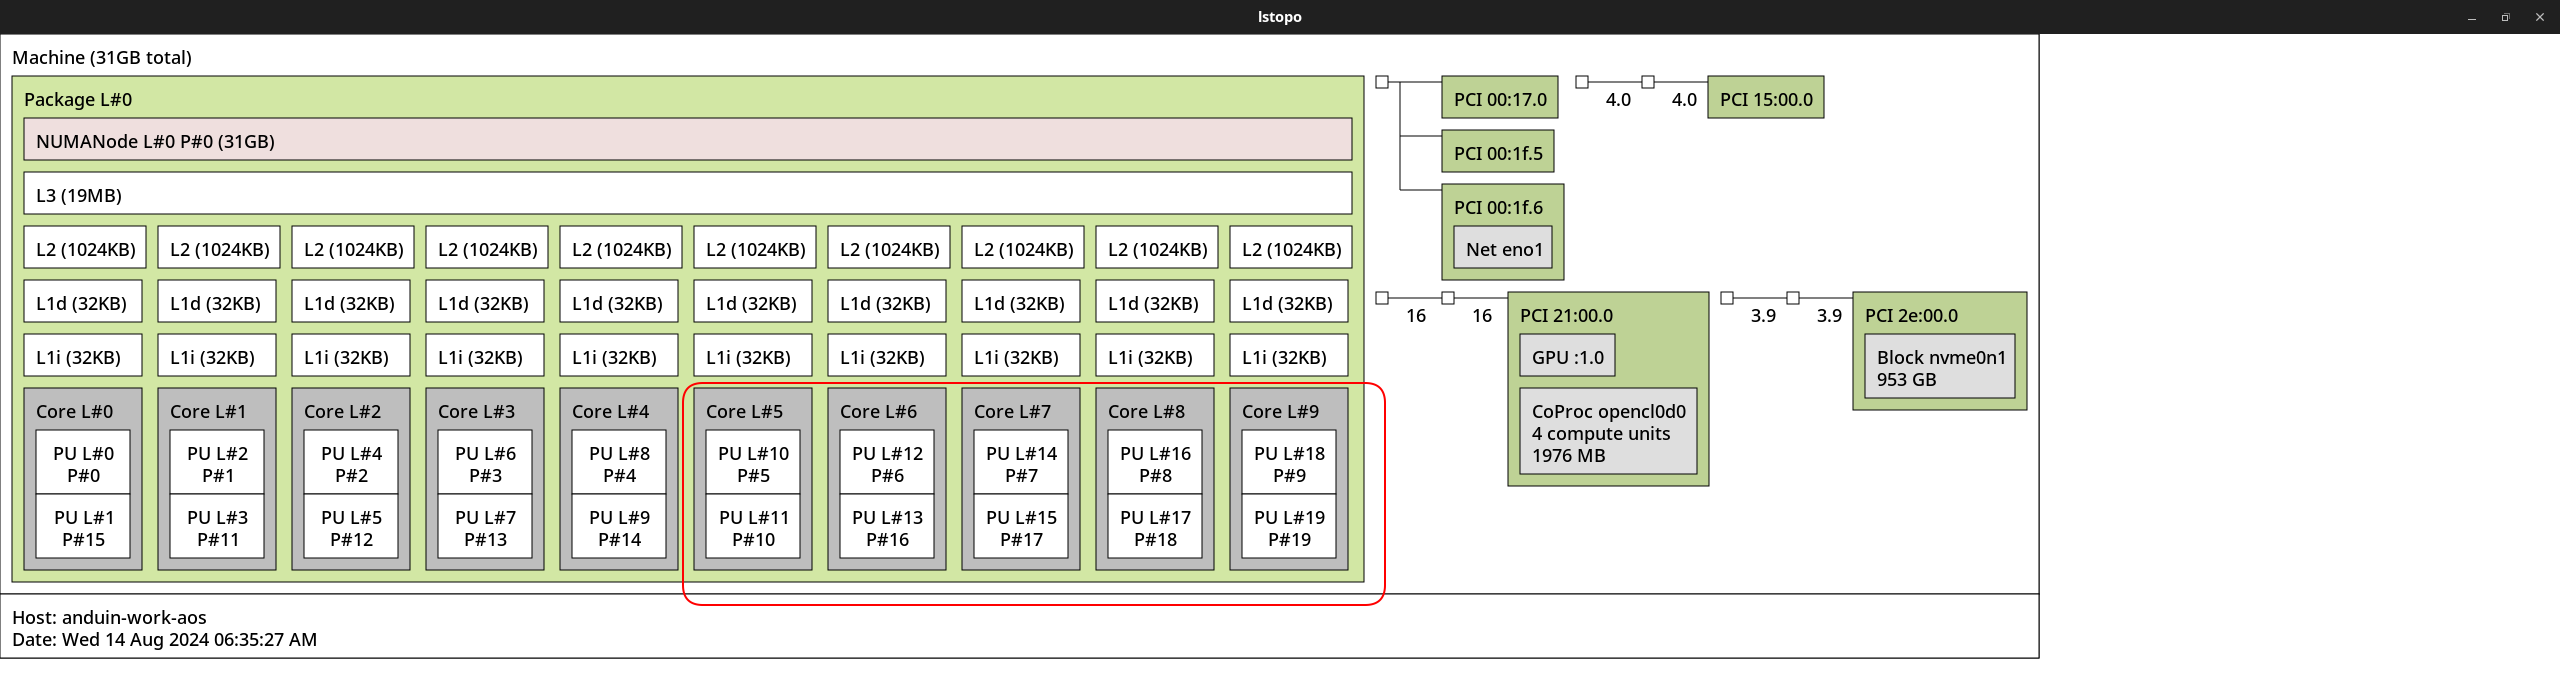 lstopo
Machine (31GB total)
Package L#0
NUMANode L#0 P#0 (31GB)
L3 (19MB)
L2 (1024KB) L2 (1024KB) L2 (1024KB) L2 (1024KB) L2 (1024KB) L2 (1024KB) L2 (1024KB) L2 (1024KB) L2 (1024KB) L2 (1024KB)
L1d (32KB) L1d (32KB) L1d (32KB) L1d (32KB) L1d (32KB) L1d (32KB) L1d (32KB) L1d (32KB) L1d (32KB) L1d (32KB)
L1i (32KB) L1i (32KB) L1i (32KB) L1i (32KB) L1i (32KB) L1i (32KB) L1i (32KB) L1i (32KB) L1i (32KB) L1i (32KB)
Core L#0 Core L#1 Core L#2 Core L#3 Core L#4 Core L#5 Core L#6 Core L#7 Core L#8 Core L#9
PU L#0 PU L#2 PU L#4 PU L#6 PU L#8 PU L#10 PU L#12 PU L#14 PU L#16 PU L#18
P#0 P#1 P#2 P#3 P#4 P#5 P#6 P#7 P#8 P#9
PU L#1 PU L#3 PU L#5 PU L#7 PU L#9 PU L#11 PU L#13 PU L#15 PU L#17 PU L#19
P#15 P#11 P#12 P#13 P#14 P#10 P#16 P#17 P#18 P#19
PCI 00:17.0
PCI 00:1f.5
PCI 00:1f.6
Net eno1
4.0 4.0 PCI 15:00.0
16 16 PCI 21:00.0
GPU :1.0
CoProc opencl0d0
4 compute units
1976 MB
3.9 3.9 PCI 2e:00.0
Block nvme0n1
953 GB
Host: anduin-work-aos
Date: Wed 14 Aug 2024 06:35:27 AM